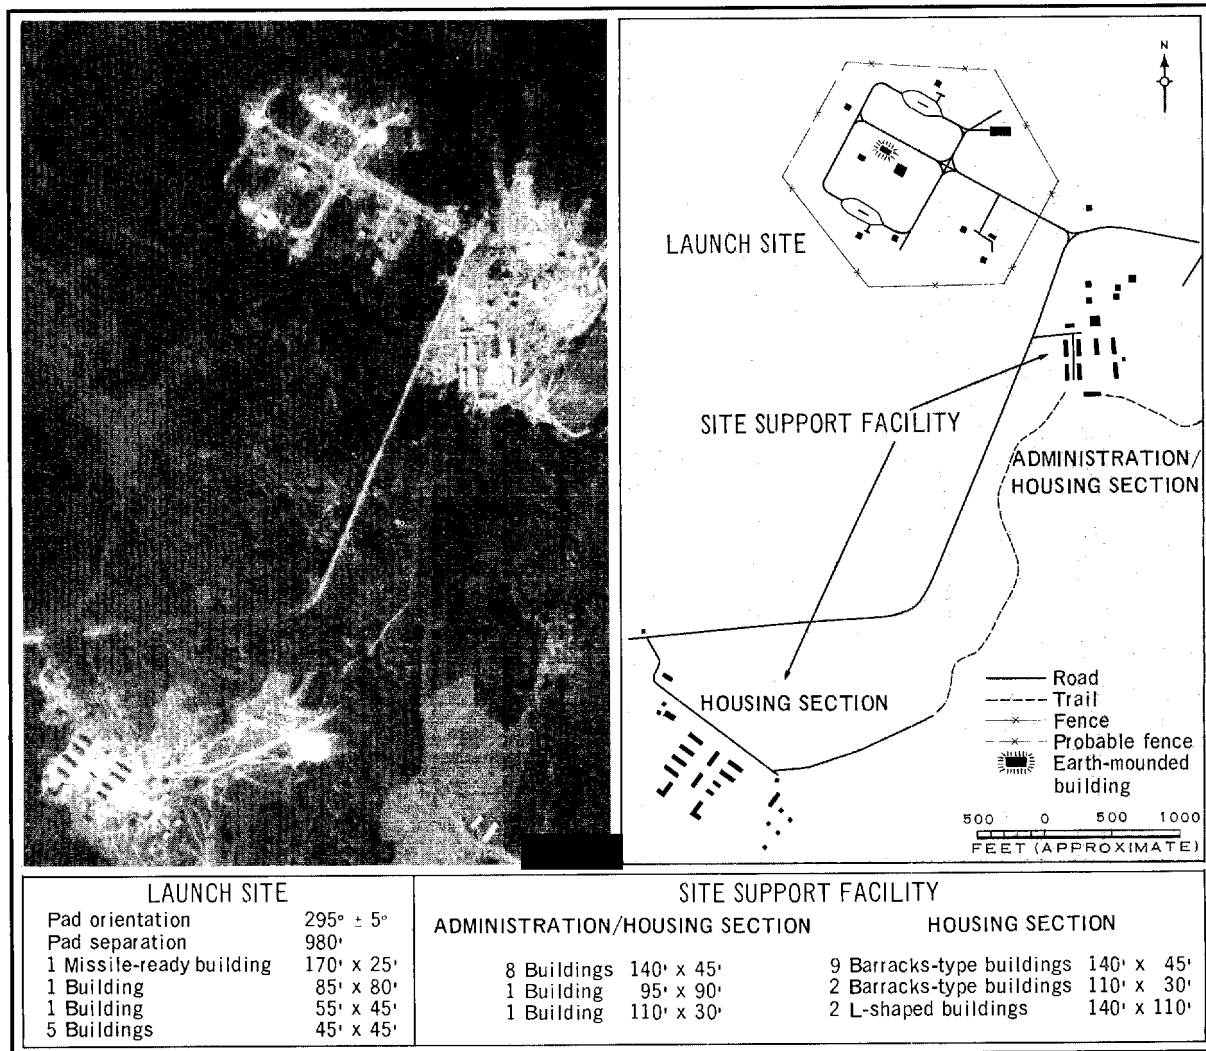 N
LAUNCH SITE
SITE SUPPORT FACILITY
ADMINISTRATION/
HOUSING SECTION
HOUSING SECTION
Road
Trail
Fence
Probable fence
Earth-mounded
building
500 0 500 1000
FEET (APPROXIMATE)
LAUNCH SITE
Pad orientation 295° ± 5°
Pad separation 980'
1 Missile-ready building 170' x 25'
1 Building 85' x 80'
1 Building 55' x 45'
5 Buildings 45' x 45'
SITE SUPPORT FACILITY
ADMINISTRATION/HOUSING SECTION
8 Buildings 140' x 45'
1 Building 95' x 90'
1 Building 110' x 30'
HOUSING SECTION
9 Barracks-type buildings 140' x 45'
2 Barracks-type buildings 110' x 30'
2 L-shaped buildings 140' x 110'